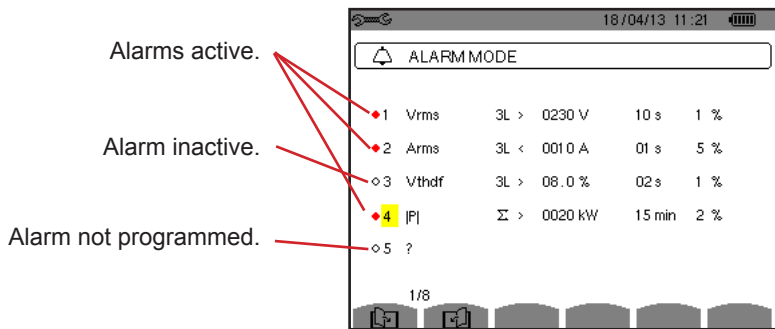 18/04/13 11:21
ALARM MODE
Alarms active.
1 Vrms 3L > 0230 V 10 s 1 %
2 Arms 3L < 0010 A 01 s 5 %
Alarm inactive.
3 Vthdf 3L > 08.0 % 02 s 1 %
4 |P| Σ > 0020 kW 15 min 2 %
Alarm not programmed.
5 ?
1/8